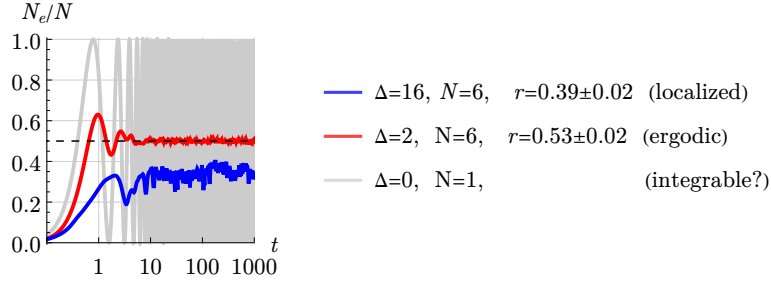 N_e/N
1.0
0.8
0.6
0.4
0.2
0.0
1 10 100 1000
t
Δ=16, N=6, r=0.39±0.02 (localized)
Δ=2, N=6, r=0.53±0.02 (ergodic)
Δ=0, N=1, (integrable?)